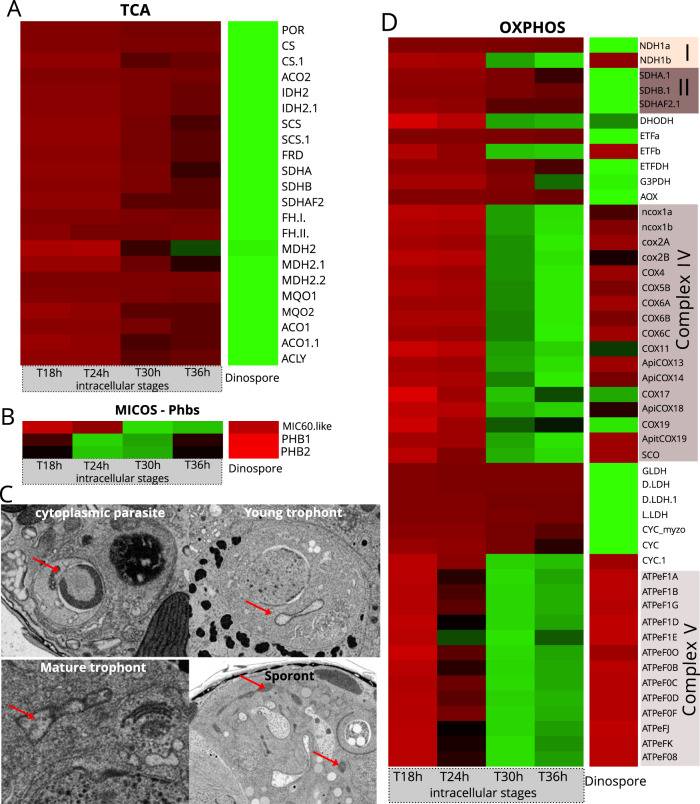 A
TCA
POR
CS
CS.1
ACO2
IDH2
IDH2.1
SCS
SCS.1
FRD
SDHA
SDHB
SDHAF2
FH.I.
FH.II.
MDH2
MDH2.1
MDH2.2
MQO1
MQO2
ACO1
ACO1.1
ACLY
T18h T24h T30h T36h
intracellular stages
Dinospore
B
MICOS - Phbs
MIC60.like
PHB1
PHB2
T18h T24h T30h T36h
intracellular stages
Dinospore
C
cytoplasmic parasite
Young trophont
Mature trophont
Sporont
D
OXPHOS
NDH1a
NDH1b
I
SDHA.1
SDHB.1
SDHAF2.1
II
DHODH
ETFa
ETFb
ETFDH
G3PDH
AOX
ncox1a
ncox1b
cox2A
cox2B
COX4
COX5B
COX6A
COX6B
COX6C
COX11
ApiCOX13
ApiCOX14
COX17
ApiCOX18
COX19
ApitCOX19
SCO
Complex IV
GLDH
D.LDH
D.LDH.1
L.LDH
CYC_myzo
CYC
CYC.1
ATPeF1A
ATPeF1B
ATPeF1G
ATPeF1D
ATPeF1E
ATPeF0O
ATPeF0B
ATPeF0C
ATPeF0D
ATPeF0F
ATPeFJ
ATPeFK
ATPeF08
Complex V
T18h T24h T30h T36h
intracellular stages
Dinospore